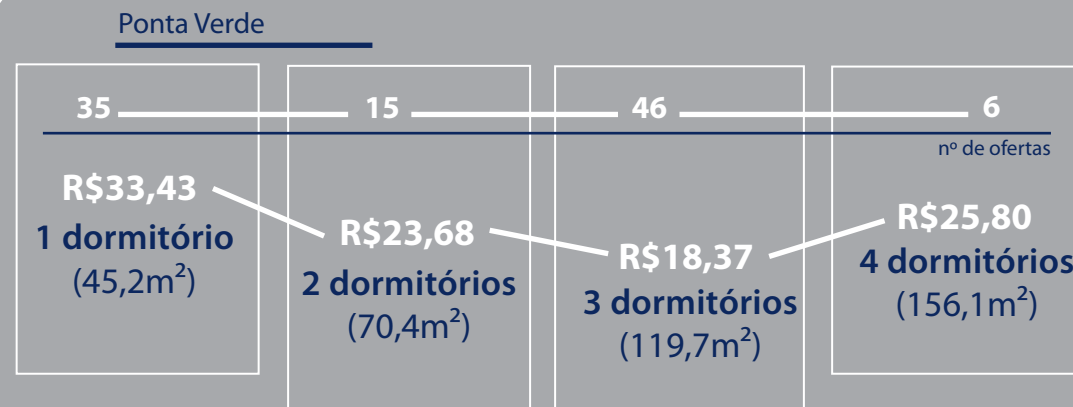 Ponta Verde
35
15
46
6
nº de ofertas
R$33,43
1 dormitório
(45,2m²)
R$23,68
2 dormitórios
(70,4m²)
R$18,37
3 dormitórios
(119,7m²)
R$25,80
4 dormitórios
(156,1m²)